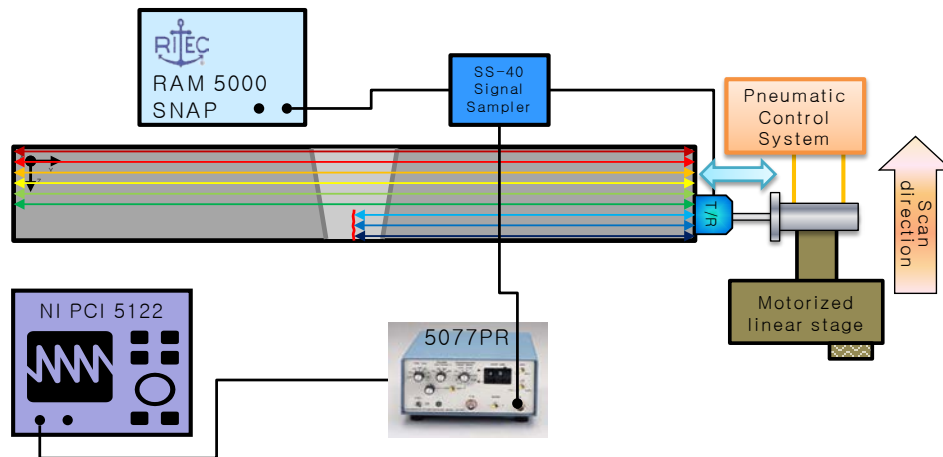 RITEC
RAM 5000
SNAP
SS-40
Signal
Sampler
Pneumatic
Control
System
T/R
Scan
direction
Motorized
linear stage
NI PCI 5122
5077PR